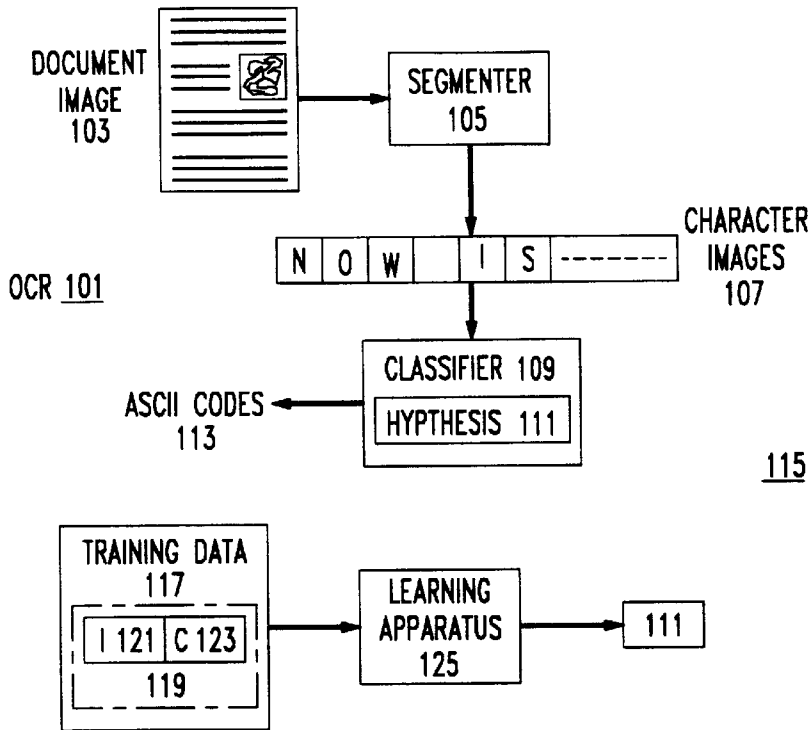 DOCUMENT
IMAGE
103
SEGMENTER
105
N O W I S -------
CHARACTER
IMAGES
107
OCR 101
CLASSIFIER 109
HYPTHESIS 111
ASCII CODES
113
115
TRAINING DATA
117
I 121 C 123
119
LEARNING
APPARATUS
125
111